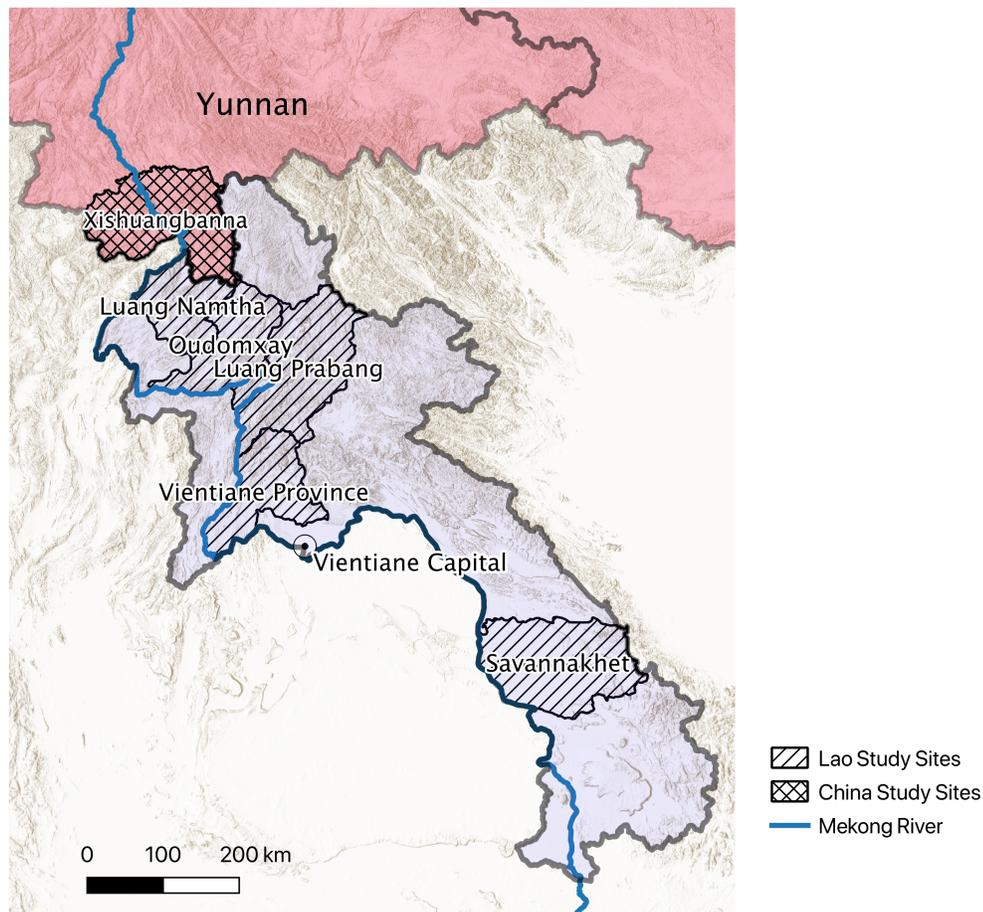 Yunnan
Xishuangbanna
Luang Namtha
Oudomxay
Luang Prabang
Vientiane Province
Vientiane Capital
Savannakhet
Lao Study Sites
China Study Sites
Mekong River
0 100 200 km